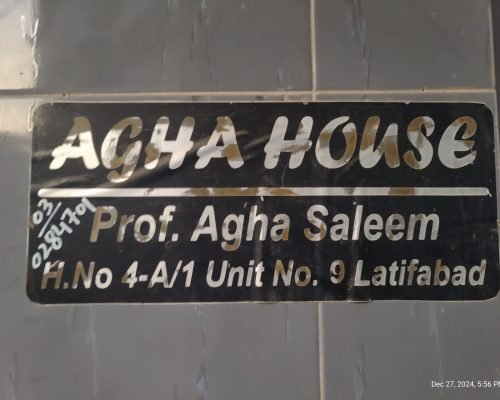 AGHA HOUSE
Prof. Agha Saleem
H.No 4-A/1 Unit No. 9 Latifabad
03
0284701
Dec 27, 2024, 5:56 PM